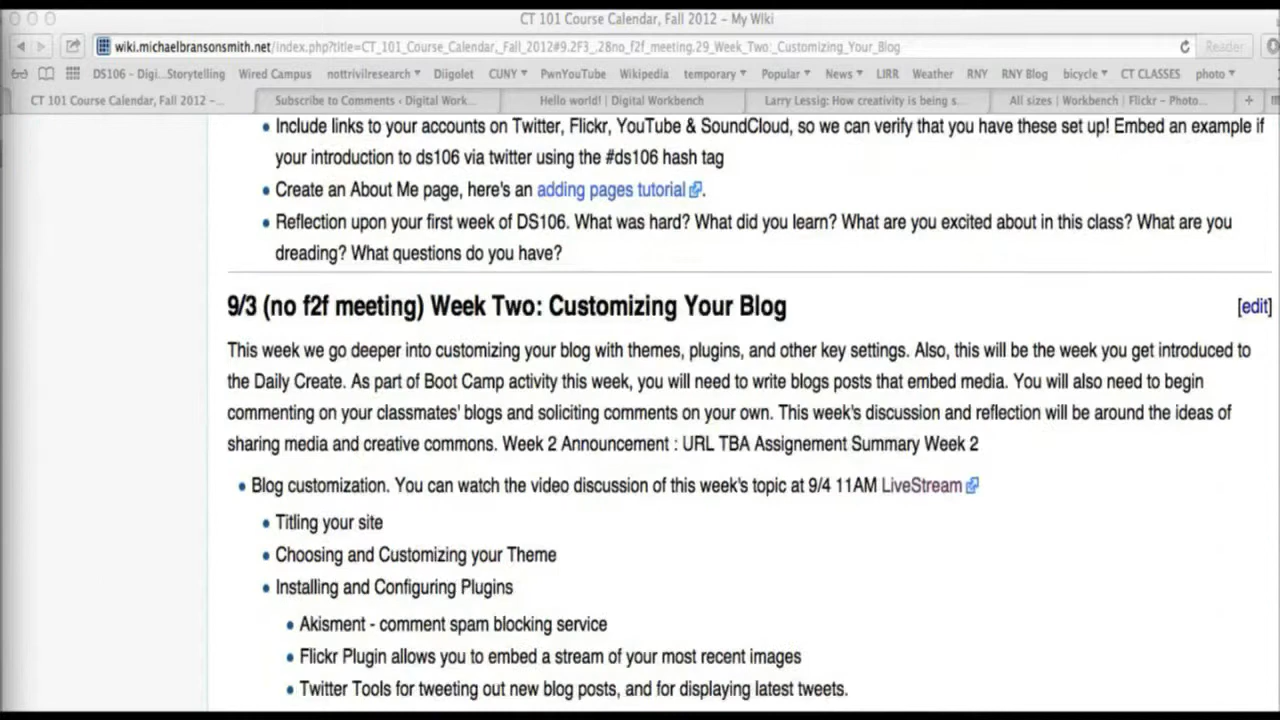 CT 101 Course Calendar, Fall 2012 – My Wiki
wiki.michaelbransonsmith.net/index.php?title=CT_101_Course_Calendar,_Fall_2012#9.2F3_.28no_f2f_meeting.29_Week_Two:_Customizing_Your_Blog
Reader
DS106 - Digi...Storytelling Wired Campus nottrivilresearch Diigolet CUNY PwnYouTube Wikipedia temporary Popular News LIRR Weather RNY RNY Blog bicycle CT CLASSES photo
CT 101 Course Calendar, Fall 2012 –... Subscribe to Comments ‹ Digital Work... Hello world! | Digital Workbench Larry Lessig: How creativity is being s... All sizes | Workbench | Flickr – Photo...
• Include links to your accounts on Twitter, Flickr, YouTube & SoundCloud, so we can verify that you have these set up! Embed an example if
your introduction to ds106 via twitter using the #ds106 hash tag
• Create an About Me page, here's an adding pages tutorial.
• Reflection upon your first week of DS106. What was hard? What did you learn? What are you excited about in this class? What are you
dreading? What questions do you have?
9/3 (no f2f meeting) Week Two: Customizing Your Blog [edit]
This week we go deeper into customizing your blog with themes, plugins, and other key settings. Also, this will be the week you get introduced to
the Daily Create. As part of Boot Camp activity this week, you will need to write blogs posts that embed media. You will also need to begin
commenting on your classmates' blogs and soliciting comments on your own. This week's discussion and reflection will be around the ideas of
sharing media and creative commons. Week 2 Announcement : URL TBA Assignement Summary Week 2
• Blog customization. You can watch the video discussion of this week's topic at 9/4 11AM LiveStream
• Titling your site
• Choosing and Customizing your Theme
• Installing and Configuring Plugins
• Akisment - comment spam blocking service
• Flickr Plugin allows you to embed a stream of your most recent images
• Twitter Tools for tweeting out new blog posts, and for displaying latest tweets.